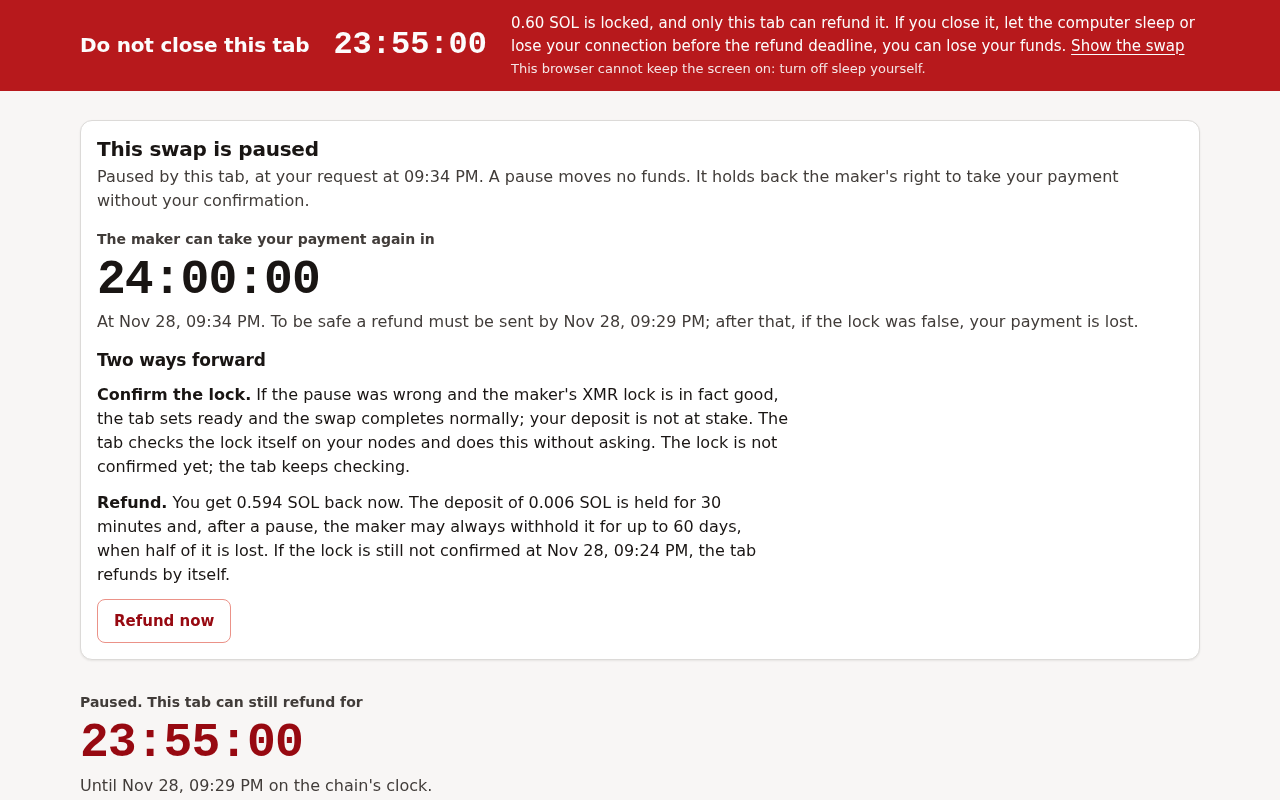 Do not close this tab
23:55:00
0.60 SOL is locked, and only this tab can refund it. If you close it, let the computer sleep or
lose your connection before the refund deadline, you can lose your funds. Show the swap
This browser cannot keep the screen on: turn off sleep yourself.
This swap is paused
Paused by this tab, at your request at 09:34 PM. A pause moves no funds. It holds back the maker's right to take your payment
without your confirmation.
The maker can take your payment again in
24:00:00
At Nov 28, 09:34 PM. To be safe a refund must be sent by Nov 28, 09:29 PM; after that, if the lock was false, your payment is lost.
Two ways forward
Confirm the lock. If the pause was wrong and the maker's XMR lock is in fact good,
the tab sets ready and the swap completes normally; your deposit is not at stake. The
tab checks the lock itself on your nodes and does this without asking. The lock is not
confirmed yet; the tab keeps checking.
Refund. You get 0.594 SOL back now. The deposit of 0.006 SOL is held for 30
minutes and, after a pause, the maker may always withhold it for up to 60 days,
when half of it is lost. If the lock is still not confirmed at Nov 28, 09:24 PM, the tab
refunds by itself.
Refund now
Paused. This tab can still refund for
23:55:00
Until Nov 28, 09:29 PM on the chain's clock.